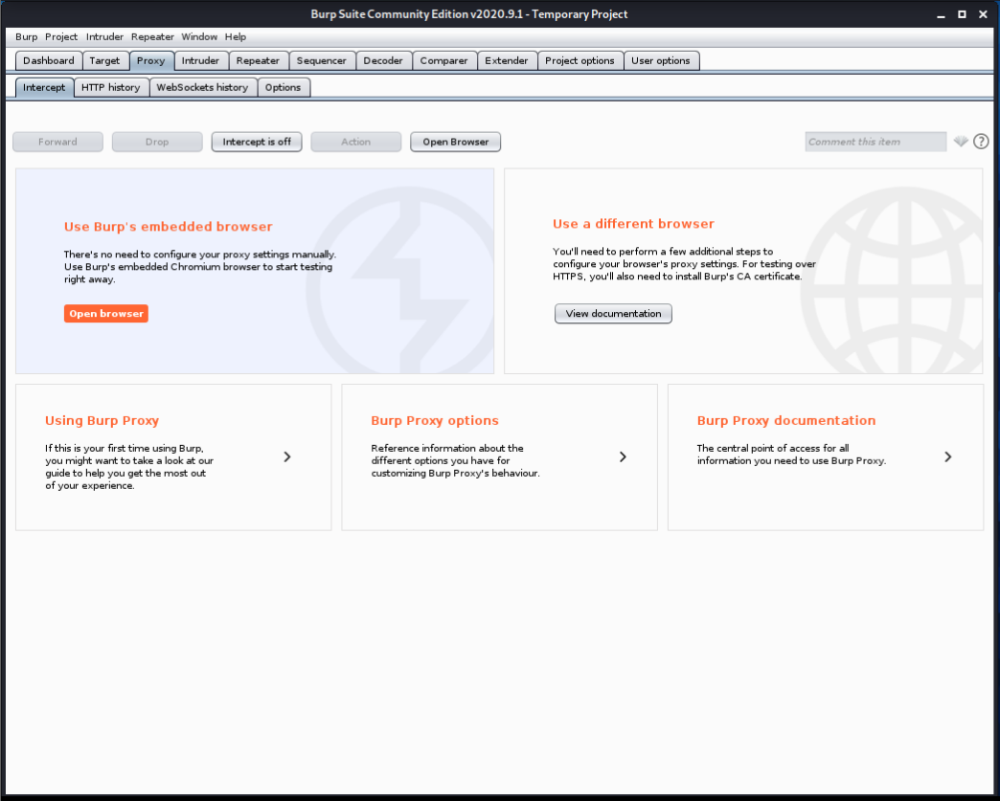 Burp Suite Community Edition v2020.9.1 - Temporary Project
Burp Project Intruder Repeater Window Help
Dashboard Target Proxy Intruder Repeater Sequencer Decoder Comparer Extender Project options User options
Intercept HTTP history WebSockets history Options
Forward Drop Intercept is off Action Open Browser Comment this item ?
Use Burp's embedded browser
There's no need to configure your proxy settings manually.
Use Burp's embedded Chromium browser to start testing
right away.
Open browser
Use a different browser
You'll need to perform a few additional steps to
configure your browser's proxy settings. For testing over
HTTPS, you'll also need to install Burp's CA certificate.
View documentation
Using Burp Proxy
If this is your first time using Burp,
you might want to take a look at our
guide to help you get the most out
of your experience.
Burp Proxy options
Reference information about the
different options you have for
customizing Burp Proxy's behaviour.
Burp Proxy documentation
The central point of access for all
information you need to use Burp Proxy.